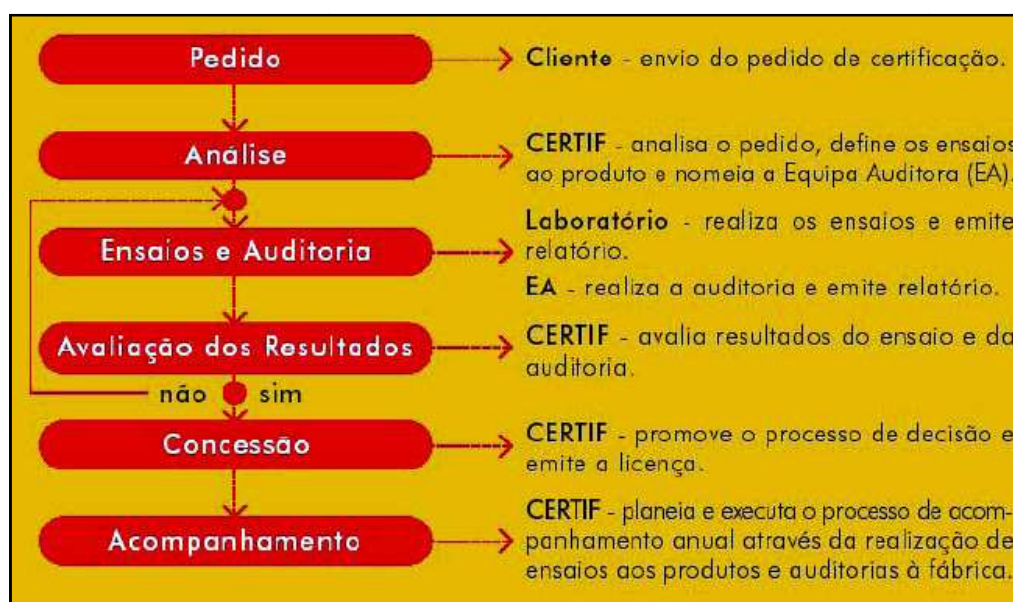 Pedido
Cliente - envio do pedido de certificação.
Análise
CERTIF - analisa o pedido, define os ensaios
ao produto e nomeia a Equipa Auditora (EA).
Ensaios e Auditoria
Laboratório - realiza os ensaios e emite
relatório.
EA - realiza a auditoria e emite relatório.
Avaliação dos Resultados
CERTIF - avalia resultados do ensaio e da
auditoria.
não sim
Concessão
CERTIF - promove o processo de decisão e
emite a licença.
Acompanhamento
CERTIF - planeia e executa o processo de acom-
panhamento anual através da realização de
ensaios aos produtos e auditorias à fábrica.